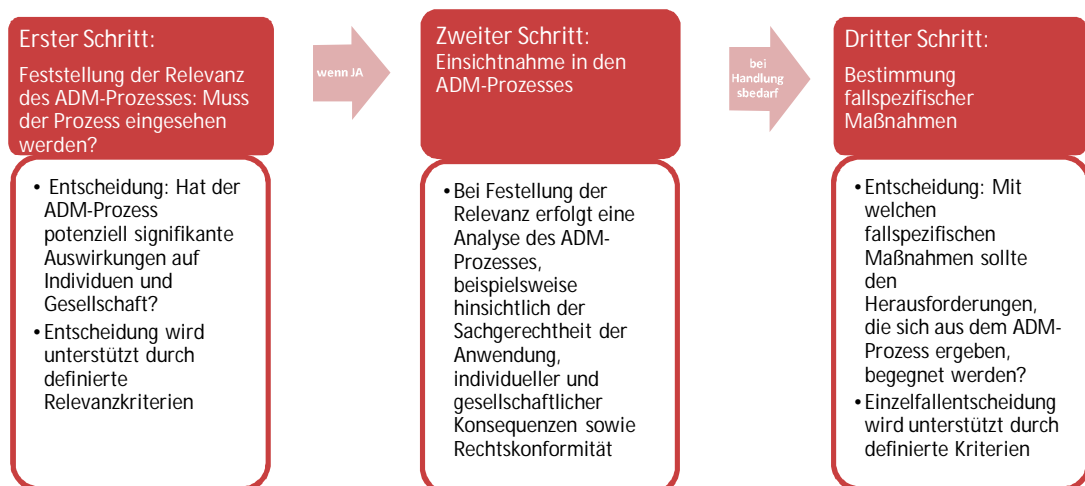 Erster Schritt:
Feststellung der Relevanz
des ADM-Prozesses: Muss
der Prozess eingesehen
werden?
• Entscheidung: Hat der
ADM-Prozess
potenziell signifikante
Auswirkungen auf
Individuen und
Gesellschaft?
• Entscheidung wird
unterstützt durch
definierte
Relevanzkriterien
wenn JA
Zweiter Schritt:
Einsichtnahme in den
ADM-Prozesses
• Bei Festellung der
Relevanz erfolgt eine
Analyse des ADM-
Prozesses,
beispielsweise
hinsichtlich der
Sachgerechtheit der
Anwendung,
individueller und
gesellschaftlicher
Konsequenzen sowie
Rechtskonformität
bei
Handlung
sbedarf
Dritter Schritt:
Bestimmung
fallspezifischer
Maßnahmen
• Entscheidung: Mit
welchen
fallspezifischen
Maßnahmen sollte
den
Herausforderungen,
die sich aus dem ADM-
Prozess ergeben,
begegnet werden?
• Einzelfallentscheidung
wird unterstützt durch
definierte Kriterien